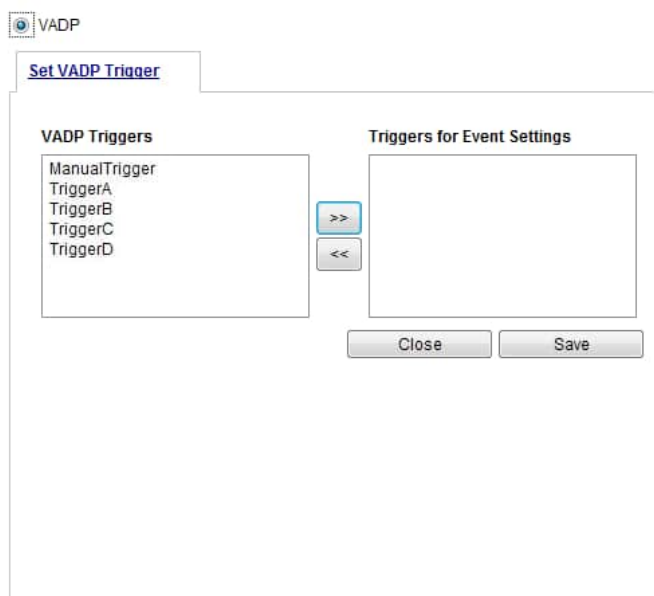 VADP
Set VADP Trigger
VADP Triggers
Triggers for Event Settings
ManualTrigger
TriggerA
TriggerB
TriggerC
TriggerD
>>
<<
Close
Save